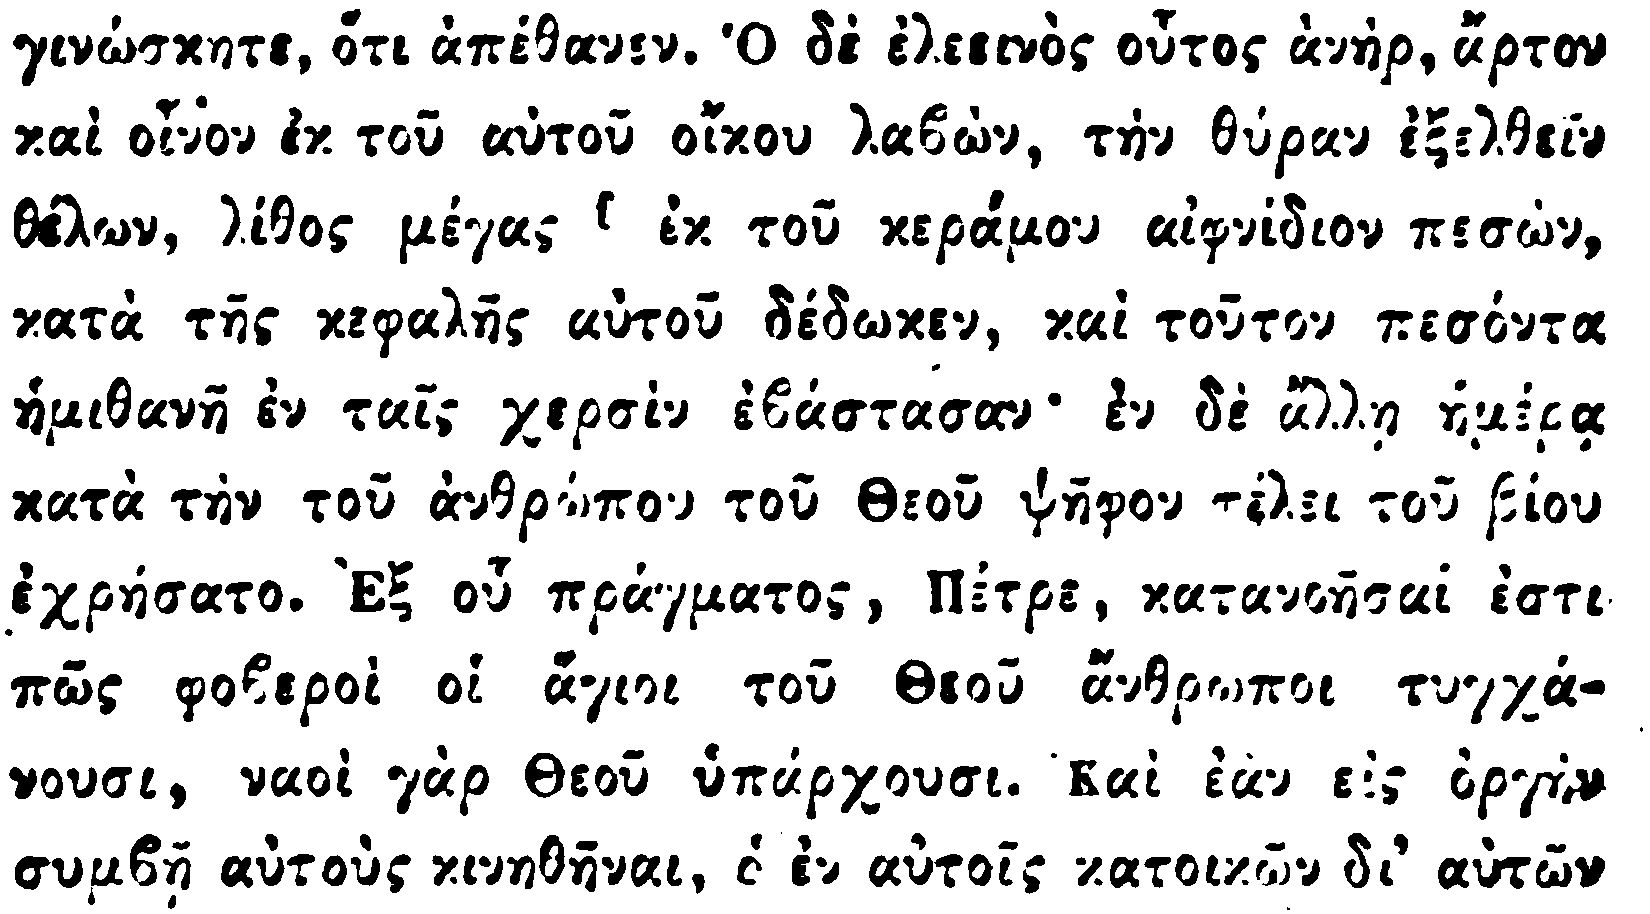 γινώσκητε, ὅτι ἀπέθανεν. Ὁ δὲ ἐλεεινὸς οὗτος ἀνὴρ, ἄρτον
καὶ οἶνον ἐκ τοῦ αὐτοῦ οἴκου λαϐὼν, τὴν θύραν ἐξελθεῖν
θέλων, λίθος μέγας ἐκ τοῦ κεράμου αἰφνίδιον πεσὼν,
κατὰ τῆς κεφαλῆς αὐτοῦ δέδωκεν, καὶ τοῦτον πεσόντα
ἡμιθανῆ ἐν ταῖς χερσὶν ἐϐάστασαν· ἐν δὲ ἄλλῃ ἡμέρᾳ
κατὰ τὴν τοῦ ἀνθρώπου τοῦ Θεοῦ ψῆφον τέλει τοῦ βίου
ἐχρήσατο. Ἐξ οὗ πράγματος, Πέτρε, κατανοῆσαί ἐστι
πῶς φοϐεροὶ οἱ ἅγιοι τοῦ Θεοῦ ἄνθρωποι τυγχά-
νουσι, ναοὶ γὰρ Θεοῦ ὑπάρχουσι. Καὶ ἐὰν εἰς ὀργὴν
συμϐῇ αὐτοὺς κινηθῆναι, ὁ ἐν αὐτοῖς κατοικῶν δι' αὐτῶν